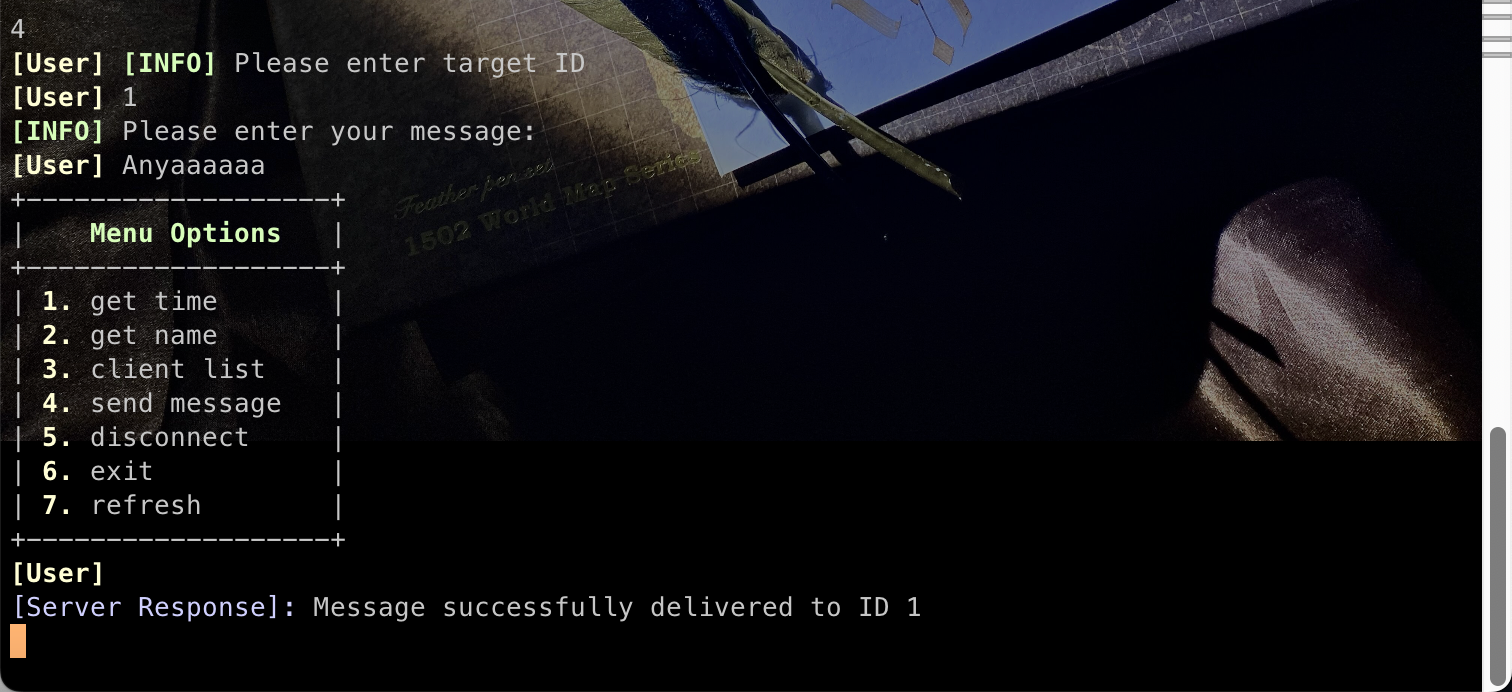 4
[User] [INFO] Please enter target ID
[User] 1
[INFO] Please enter your message:
[User] Anyaaaaaa
+------------------+
|    Menu Options   |
+------------------+
| 1. get time       |
| 2. get name       |
| 3. client list    |
| 4. send message   |
| 5. disconnect     |
| 6. exit           |
| 7. refresh        |
+-------------------+
[User]
[Server Response]: Message successfully delivered to ID 1
Feather pen set
1502 World Map Series